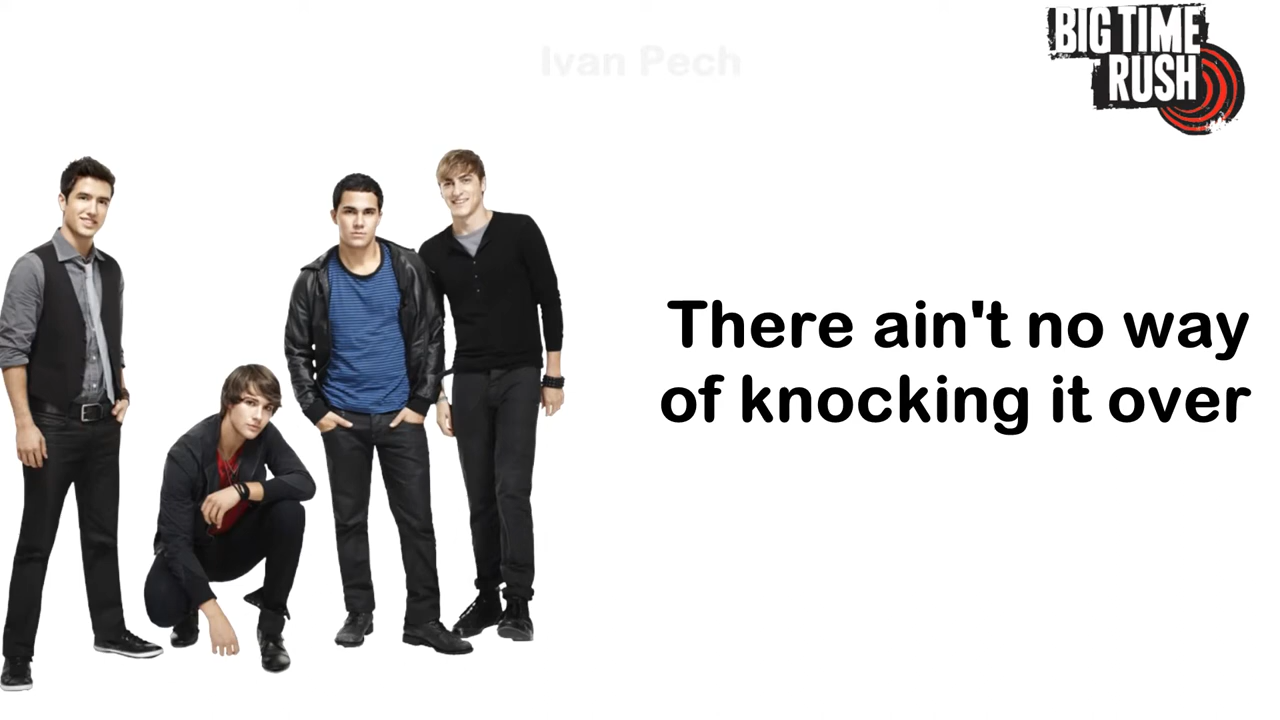 Ivan Pech
BIG TIME
RUSH
There ain't no way
of knocking it over